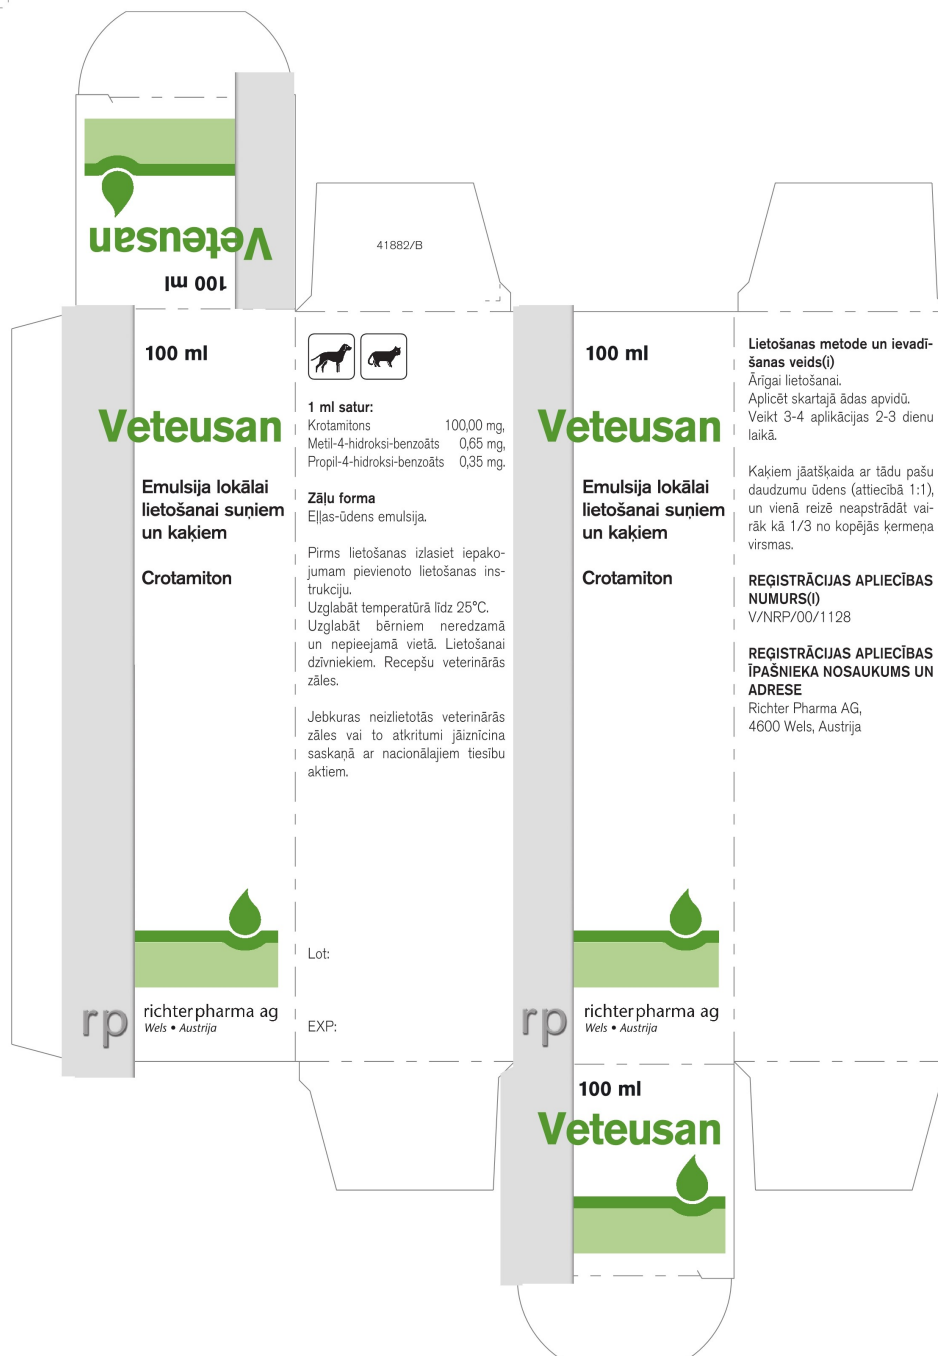 Veteusan
100 ml
41882/B
100 ml
Veteusan
Emulsija lokālai
lietošanai suņiem
un kaķiem
Crotamiton
rp
richterpharma ag
Wels • Austrija
1 ml satur:
Krotamitons 100,00 mg,
Metil-4-hidroksi-benzoāts 0,65 mg,
Propil-4-hidroksi-benzoāts 0,35 mg.
Zāļu forma
Eļļas-ūdens emulsija.
Pirms lietošanas izlasiet iepako-
jumam pievienoto lietošanas ins-
trukciju.
Uzglabāt temperatūrā līdz 25°C.
Uzglabāt bērniem neredzamā
un nepieejamā vietā. Lietošanai
dzīvniekiem. Recepšu veterinārās
zāles.
Jebkuras neizlietotās veterinārās
zāles vai to atkritumi jāiznīcina
saskaņā ar nacionālajiem tiesību
aktiem.
Lot:
EXP:
100 ml
Veteusan
Emulsija lokālai
lietošanai suņiem
un kaķiem
Crotamiton
rp
richterpharma ag
Wels • Austrija
Lietošanas metode un ievadī-
šanas veids(i)
Ārīgai lietošanai.
Aplicēt skartajā ādas apvidū.
Veikt 3-4 aplikācijas 2-3 dienu
laikā.
Kaķiem jāatšķaida ar tādu pašu
daudzumu ūdens (attiecībā 1:1),
un vienā reizē neapstrādāt vai-
rāk kā 1/3 no kopējās ķermeņa
virsmas.
REGISTRĀCIJAS APLIECĪBAS
NUMURS(I)
V/NRP/00/1128
REĢISTRĀCIJAS APLIECĪBAS
ĪPAŠNIEKA NOSAUKUMS UN
ADRESE
Richter Pharma AG,
4600 Wels, Austrija
100 ml
Veteusan